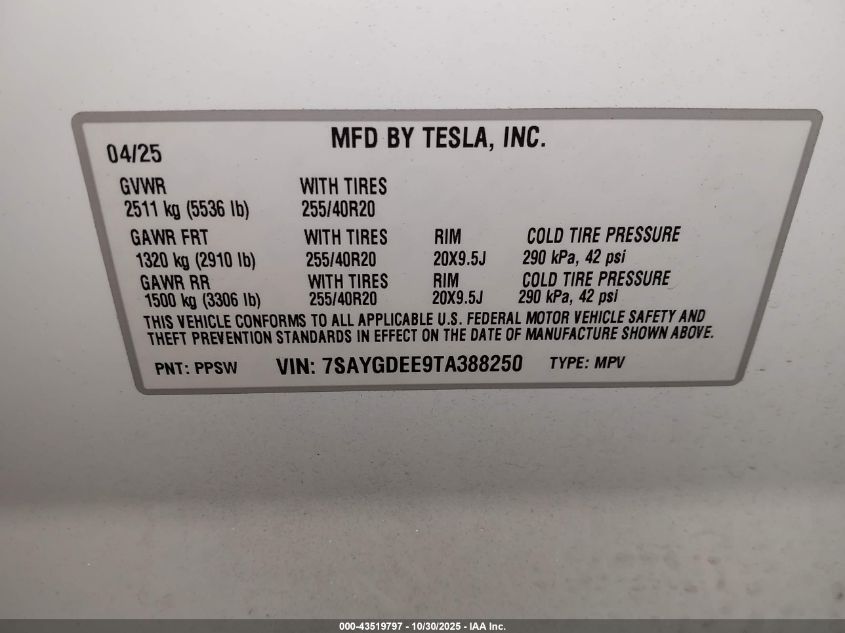 04/25
MFD BY TESLA, INC.
GVWR WITH TIRES
2511 kg (5536 lb) 255/40R20
GAWR FRT WITH TIRES RIM COLD TIRE PRESSURE
1320 kg (2910 lb) 255/40R20 20X9.5J 290 kPa, 42 psi
GAWR RR WITH TIRES RIM COLD TIRE PRESSURE
1500 kg (3306 lb) 255/40R20 20X9.5J 290 kPa, 42 psi
THIS VEHICLE CONFORMS TO ALL APPLICABLE U.S. FEDERAL MOTOR VEHICLE SAFETY AND
THEFT PREVENTION STANDARDS IN EFFECT ON THE DATE OF MANUFACTURE SHOWN ABOVE.
PNT: PPSW VIN: 7SAYGDEE9TA388250 TYPE: MPV
000-43519797 - 10/30/2025 - IAA Inc.